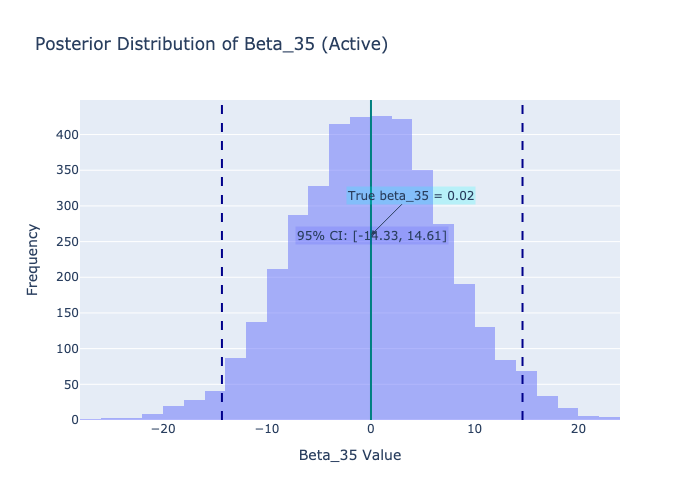 Posterior Distribution of Beta_35 (Active)
400
350
True beta_35 = 0.02
300
95% CI: [-14.33, 14.61]
250
200
150
100
50
0
Frequency
−20
−10
0
10
20
Beta_35 Value